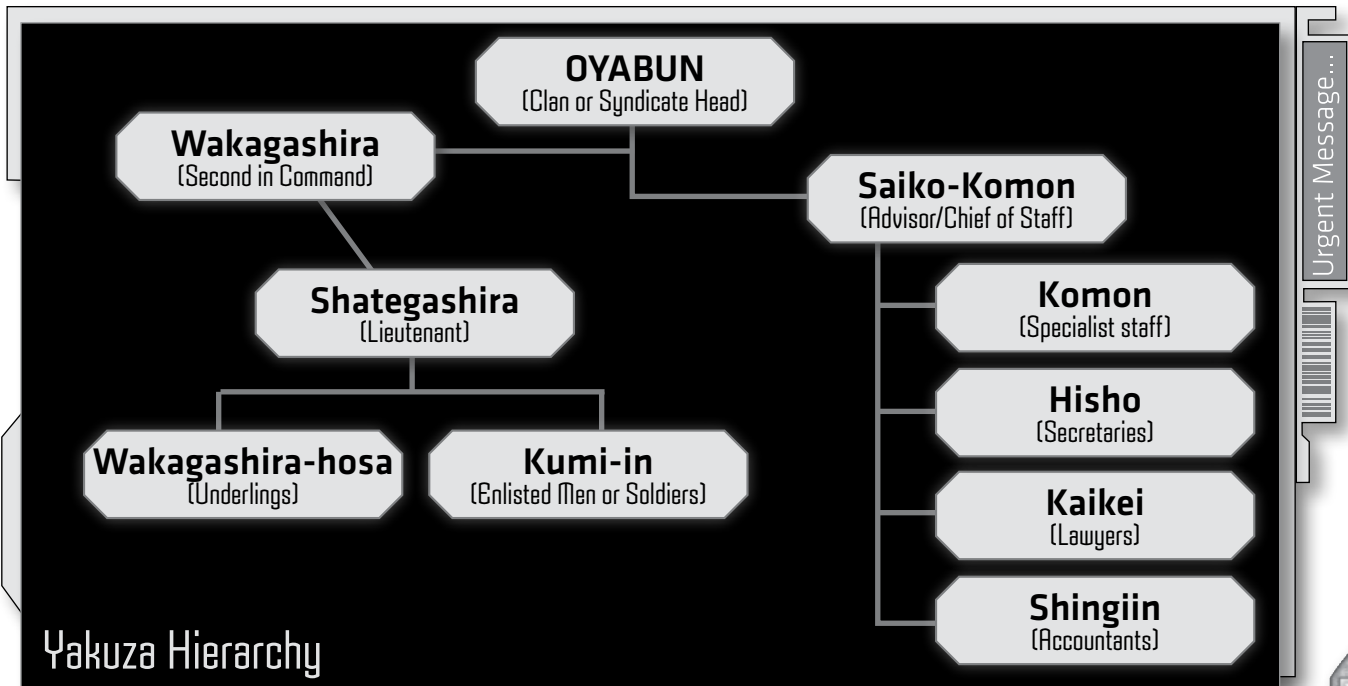 OYABUN
(Clan or Syndicate Head)
Wakagashira
(Second in Command)
Saiko-Komon
(Advisor/Chief of Staff)
Shategashira
(Lieutenant)
Wakagashira-hosa
(Underlings)
Kumi-in
(Enlisted Men or Soldiers)
Komon
(Specialist staff)
Hisho
(Secretaries)
Kaikei
(Lawyers)
Shingiin
(Accountants)
Yakuza Hierarchy
Urgent Message...